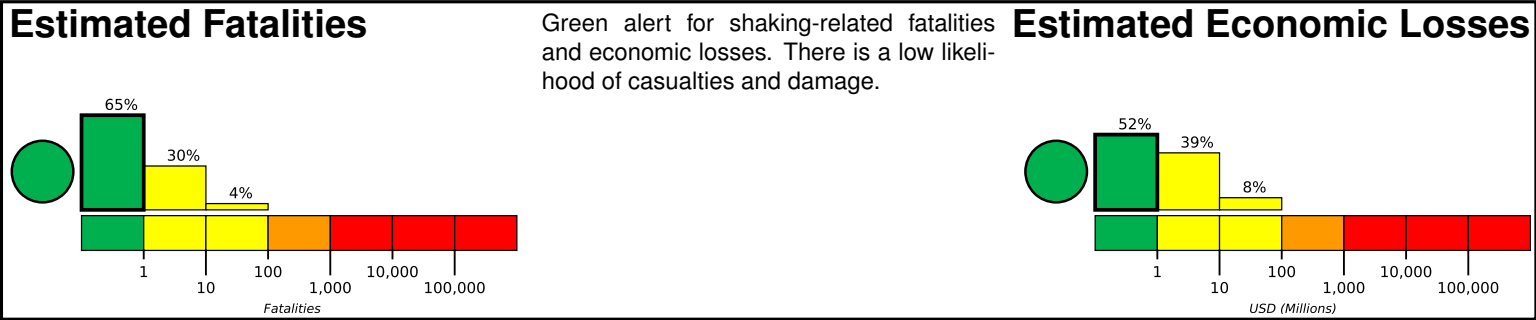 Estimated Fatalities
65%
30%
4%
1
10
100
1,000
10,000
100,000
Fatalities
Green alert for shaking-related fatalities
and economic losses. There is a low likeli-
hood of casualties and damage.
Estimated Economic Losses
52%
39%
8%
1
10
100
1,000
10,000
100,000
USD (Millions)